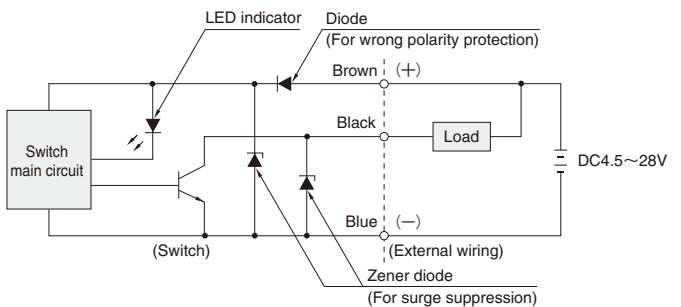 LED indicator
Diode
(For wrong polarity protection)
Brown (+)
Black
Switch
main circuit
Load
DC4.5～28V
Blue (−)
(Switch)
(External wiring)
Zener diode
(For surge suppression)